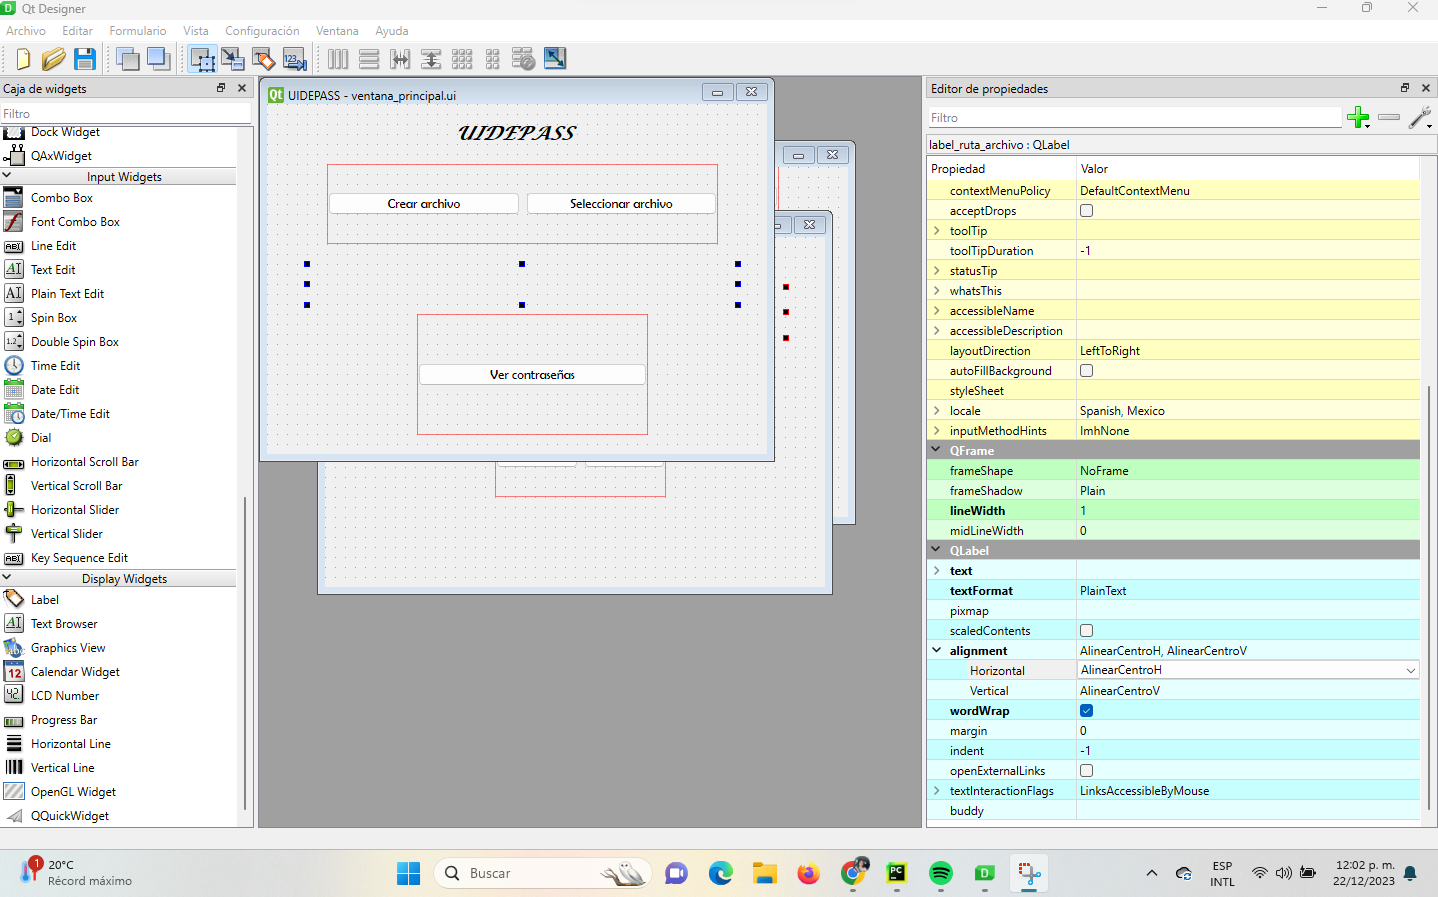 Qt Designer
Archivo Editar Formulario Vista Configuración Ventana Ayuda
Caja de widgets
Filtro
Dock Widget
QAxWidget
Input Widgets
Combo Box
Font Combo Box
Line Edit
Text Edit
Plain Text Edit
Spin Box
Double Spin Box
Time Edit
Date Edit
Date/Time Edit
Dial
Horizontal Scroll Bar
Vertical Scroll Bar
Horizontal Slider
Vertical Slider
Key Sequence Edit
Display Widgets
Label
Text Browser
Graphics View
Calendar Widget
LCD Number
Progress Bar
Horizontal Line
Vertical Line
OpenGL Widget
QQuickWidget
UIDEPASS - ventana_principal.ui
UIDEPASS
Crear archivo Seleccionar archivo
Ver contraseñas
Editor de propiedades
Filtro
label_ruta_archivo : QLabel
Propiedad Valor
contextMenuPolicy DefaultContextMenu
acceptDrops
toolTip
toolTipDuration -1
statusTip
whatsThis
accessibleName
accessibleDescription
layoutDirection LeftToRight
autoFillBackground
styleSheet
locale Spanish, Mexico
inputMethodHints ImhNone
QFrame
frameShape NoFrame
frameShadow Plain
lineWidth 1
midLineWidth 0
QLabel
text
textFormat PlainText
pixmap
scaledContents
alignment AlinearCentroH, AlinearCentroV
Horizontal AlinearCentroH
Vertical AlinearCentroV
wordWrap
margin 0
indent -1
openExternalLinks
textInteractionFlags LinksAccessibleByMouse
buddy
1
20°C
Récord máximo
Buscar
ESP
INTL
12:02 p. m.
22/12/2023